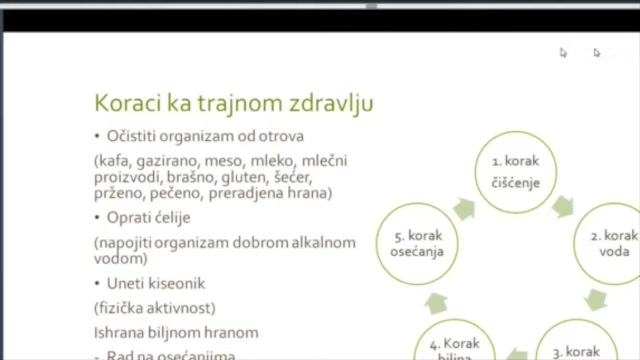 Koraci ka trajnom zdravlju
• Očistiti organizam od otrova
(kafa, gazirano, meso, mleko, mlečni
proizvodi, brašno, gluten, šećer,
prženo, pečeno, preradjena hrana)
• Oprati ćelije
(napojiti organizam dobrom alkalnom
vodom)
• Uneti kiseonik
(fizička aktivnost)
Ishrana biljnom hranom
- Rad na osećanjima
1. korak
čišćenje
2. korak
voda
3. korak
4. Korak
biljna
5. korak
osećanja